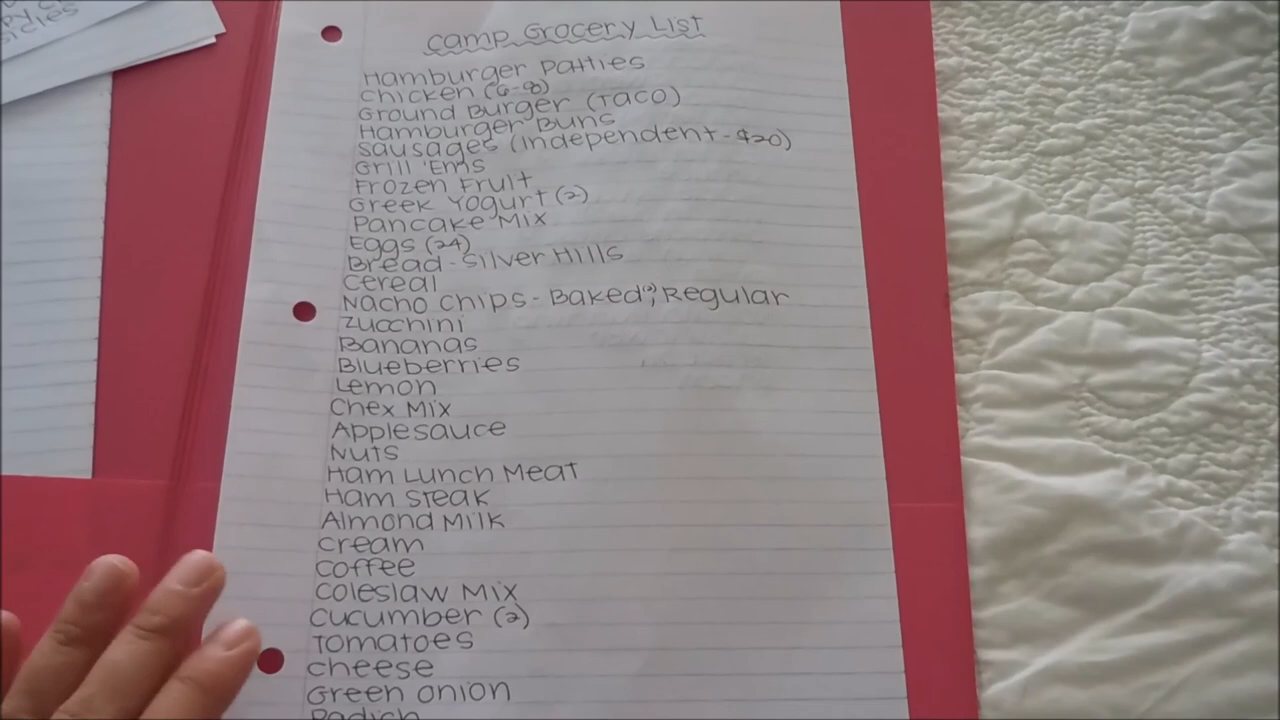 sicles
Camp Grocery List
Hamburger Patties
Chicken (6-8)
Ground Burger (Taco)
Hamburger Buns
Sausages (Independent - $20)
Grill 'Ems
Frozen Fruit
Greek Yogurt (2)
Pancake Mix
Eggs (24)
Bread - Silver Hills
Cereal
Nacho Chips - Baked(2), Regular
Zucchini
Bananas
Blueberries
Lemon
Chex Mix
Applesauce
Nuts
Ham Lunch Meat
Ham Steak
Almond Milk
Cream
Coffee
Coleslaw Mix
Cucumber (2)
Tomatoes
Cheese
Green Onion
Radish